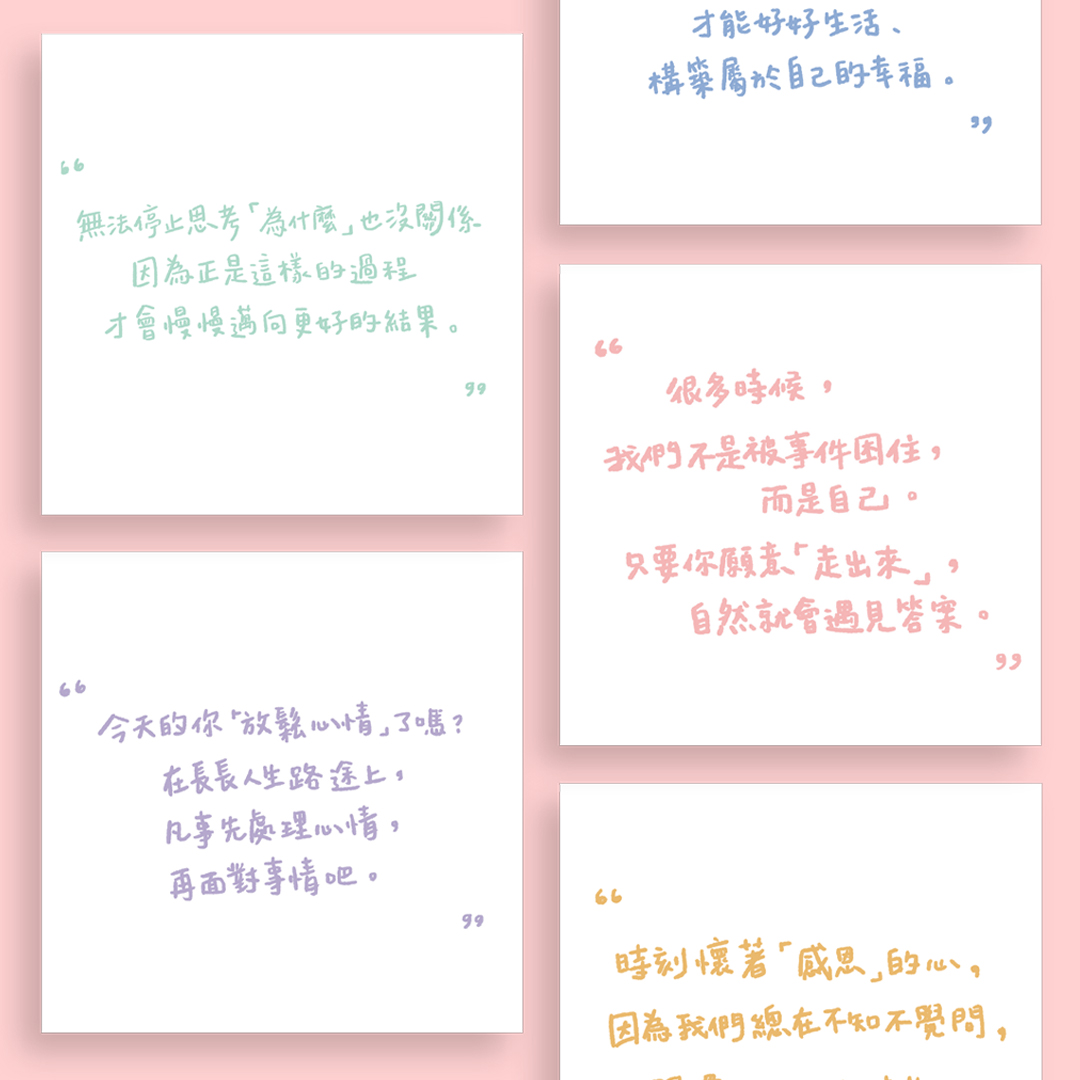 “
無法停止思考「為什麼」也沒關係
因為正是這樣的過程
才會慢慢邁向更好的結果。
”
“
今天的你「放鬆心情」了嗎？
在長長人生路途上，
凡事先處理心情，
再面對事情吧。
”
才能好好生活、
構築屬於自己的幸福。
”
“
很多時候，
我們不是被事件困住，
而是自己。
只要你願意「走出來」，
自然就會遇見答案。
”
“
時刻懷著「感恩」的心，
因為我們總在不知不覺間，